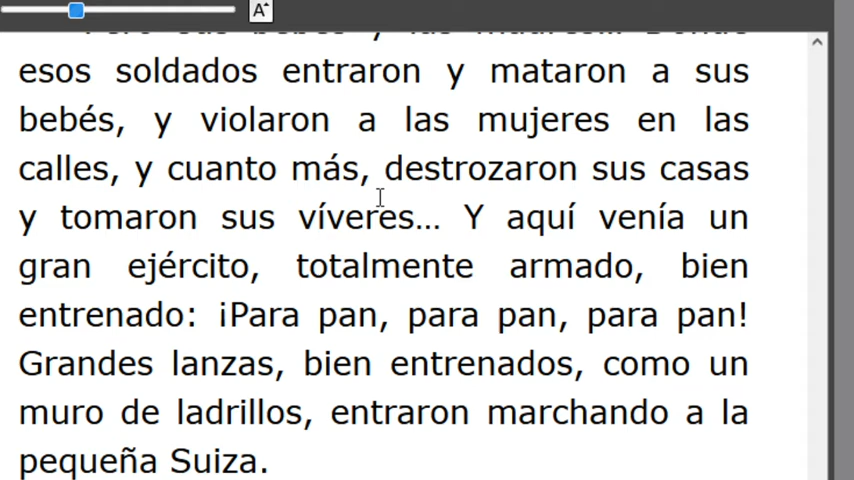 A
esos soldados entraron y mataron a sus
bebés, y violaron a las mujeres en las
calles, y cuanto más, destrozaron sus casas
y tomaron sus víveres... Y aquí venía un
gran ejército, totalmente armado, bien
entrenado: ¡Para pan, para pan, para pan!
Grandes lanzas, bien entrenados, como un
muro de ladrillos, entraron marchando a la
pequeña Suiza.